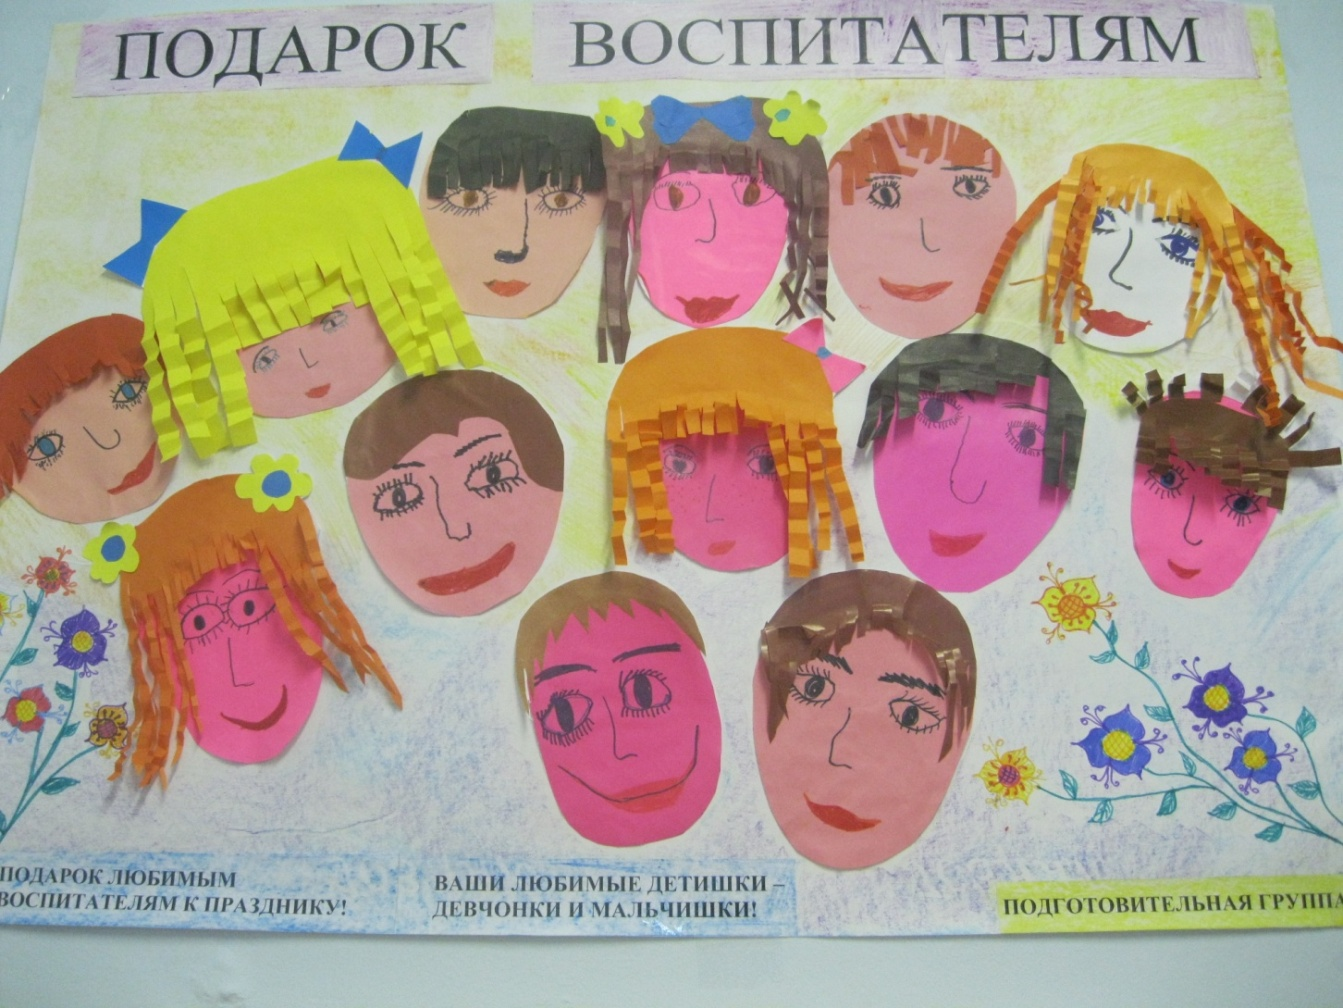 ПОДАРОК ВОСПИТАТЕЛЯМ
ПОДАРОК ЛЮБИМЫМ
ВОСПИТАТЕЛЯМ К ПРАЗДНИКУ!
ВАШИ ЛЮБИМЫЕ ДЕТИШКИ –
ДЕВЧОНКИ И МАЛЬЧИШКИ!
ПОДГОТОВИТЕЛЬНАЯ ГРУППА